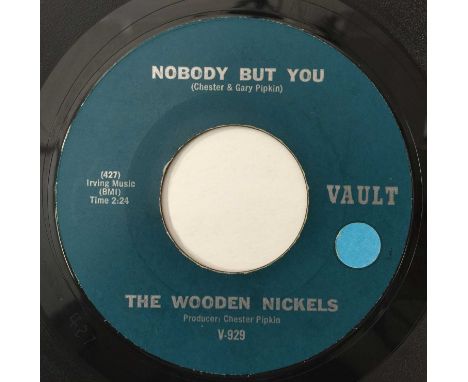 NOBODY BUT YOU
(Chester & Gary Pipkin)
(427)
Irving Music
(BMI)
Time 2:24
VAULT
THE WOODEN NICKELS
Producer: Chester Pipkin
V-929
427